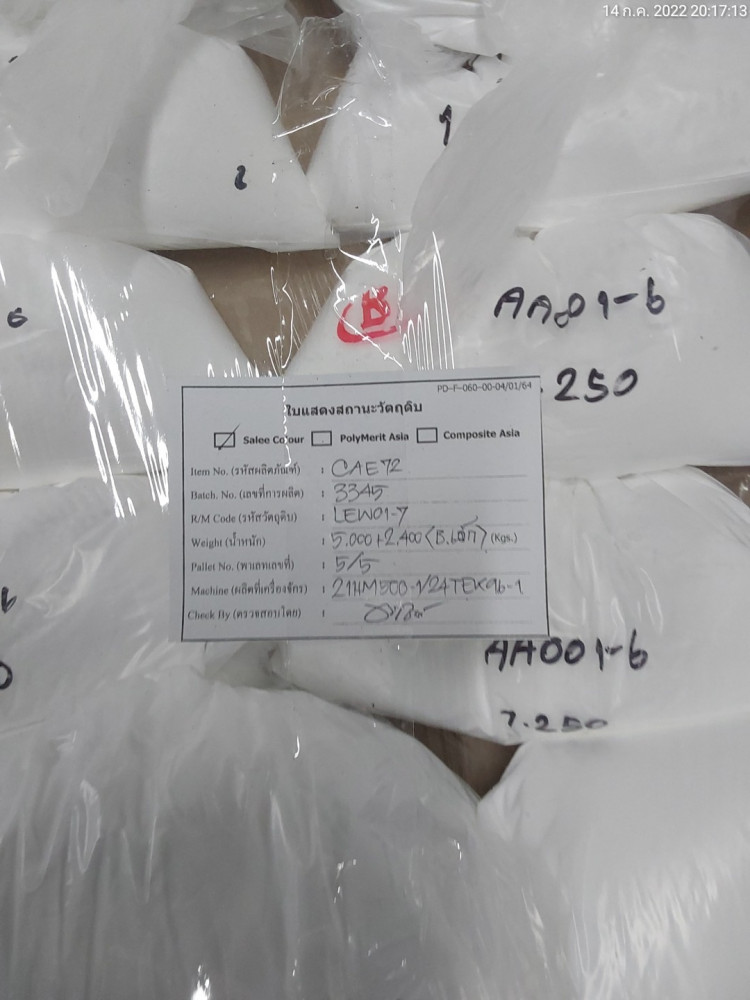 14 ก.ค. 2022 20:17:13
AA001-6
.250
PD-F-060-00-04/01/64
ใบแสดงสถานะวัตถุดิบ
Salee Colour PolyMerit Asia Composite Asia
Item No. (รหัสผลิตภัณฑ์) : CAE72
Batch. No. (เลขที่การผลิต) : 3345
R/M Code (รหัสวัตถุดิบ) : LEW01-7
Weight (น้ำหนัก) : 5.000+2.400 (B.เล็ก) (Kgs.)
Pallet No. (พาเลทเลขที่) : 5/5
Machine (ผลิตที่เครื่องจักร) : 21HM500-1/24TEX96-1
Check By (ตรวจสอบโดย) :
AA001-6
7.250